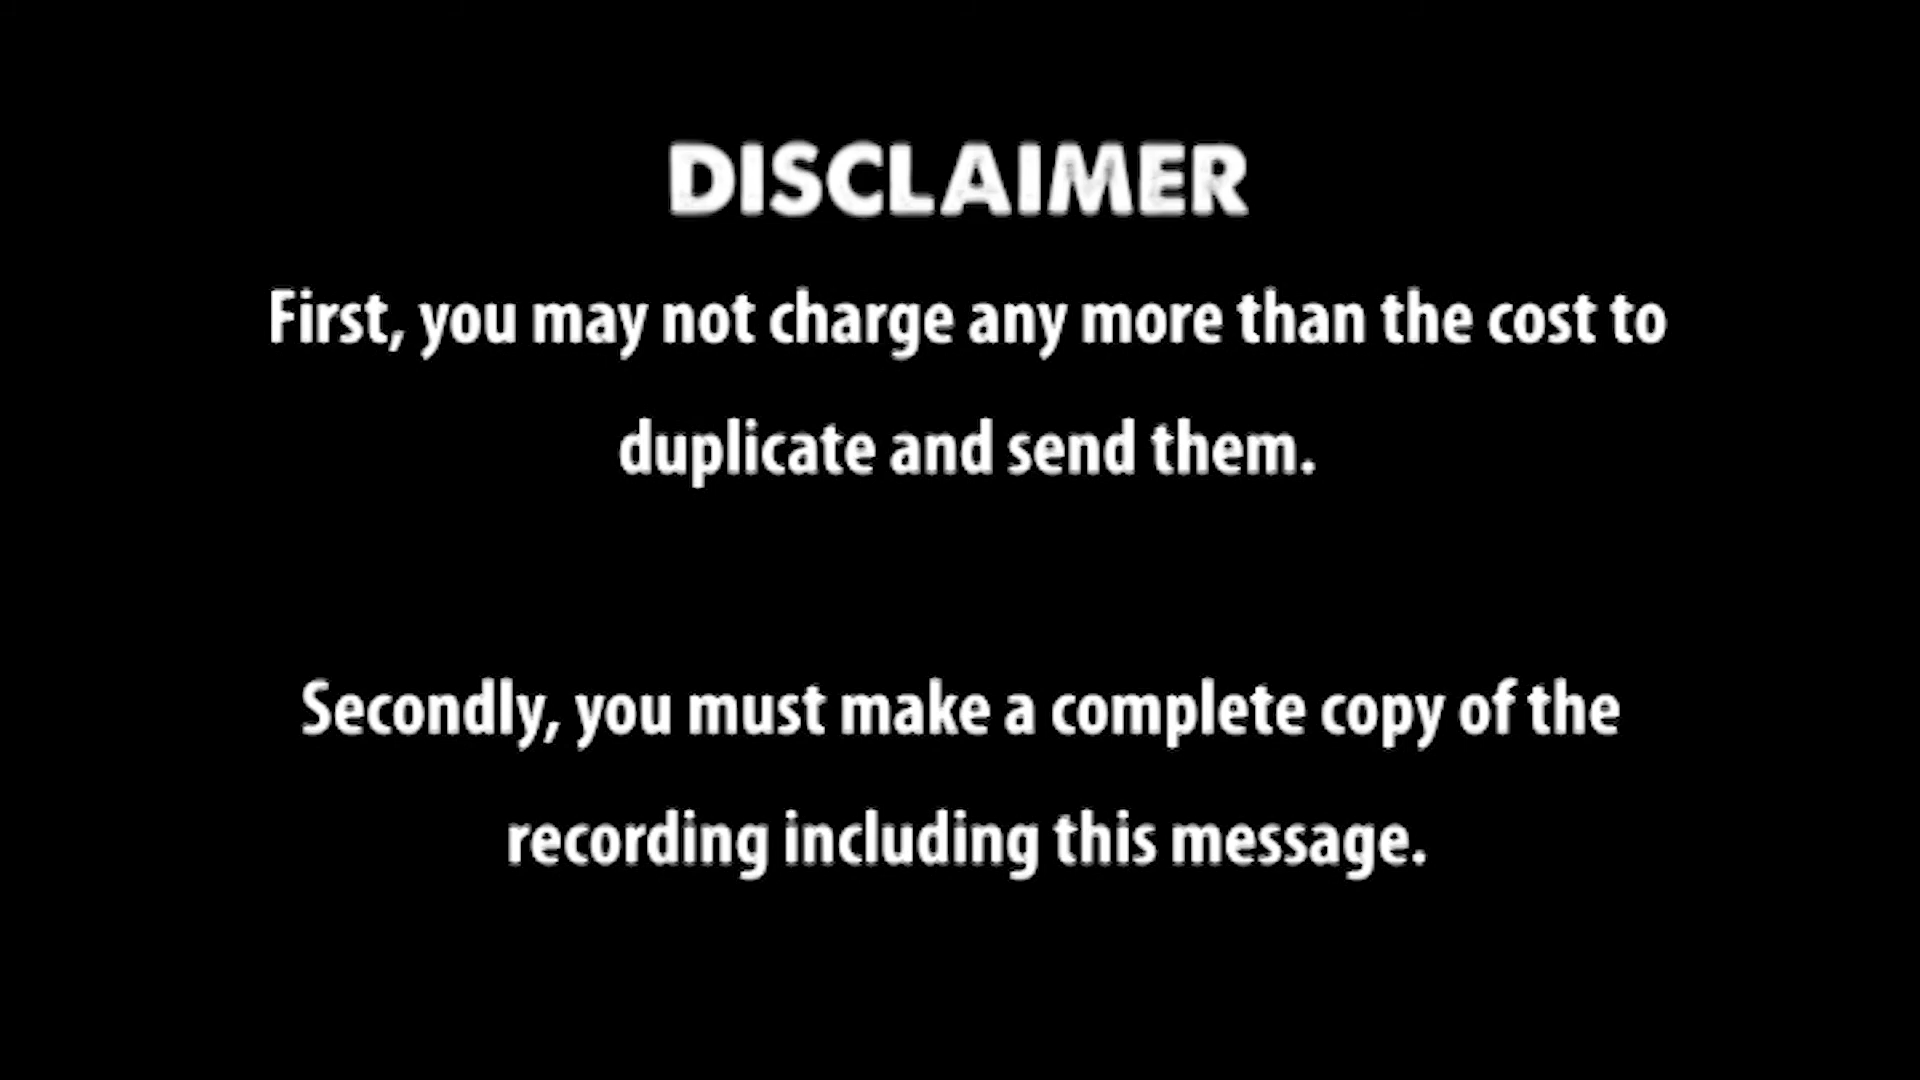 DISCLAIMER
First, you may not charge any more than the cost to
duplicate and send them.
Secondly, you must make a complete copy of the
recording including this message.